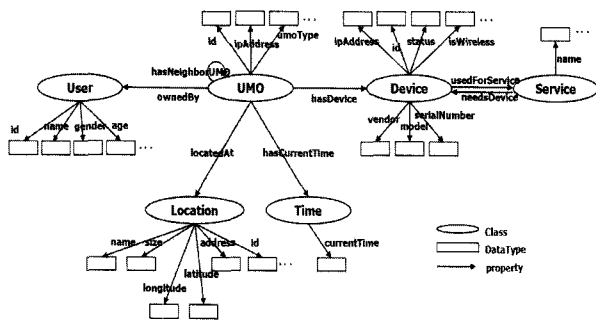 id
ipAddress
umoType
...
ipAddress
id
status
isWireless
...
name
...
hasNeighborUMO
User
ownedBy
UMO
hasDevice
Device
usedForService
needsDevice
Service
id
name
gender
age
...
vendor
model
serialNumber
...
locatedAt
hasCurrentTime
Location
Time
name
size
address
id
...
currentTime
longitude
latitude
Class
DataType
property